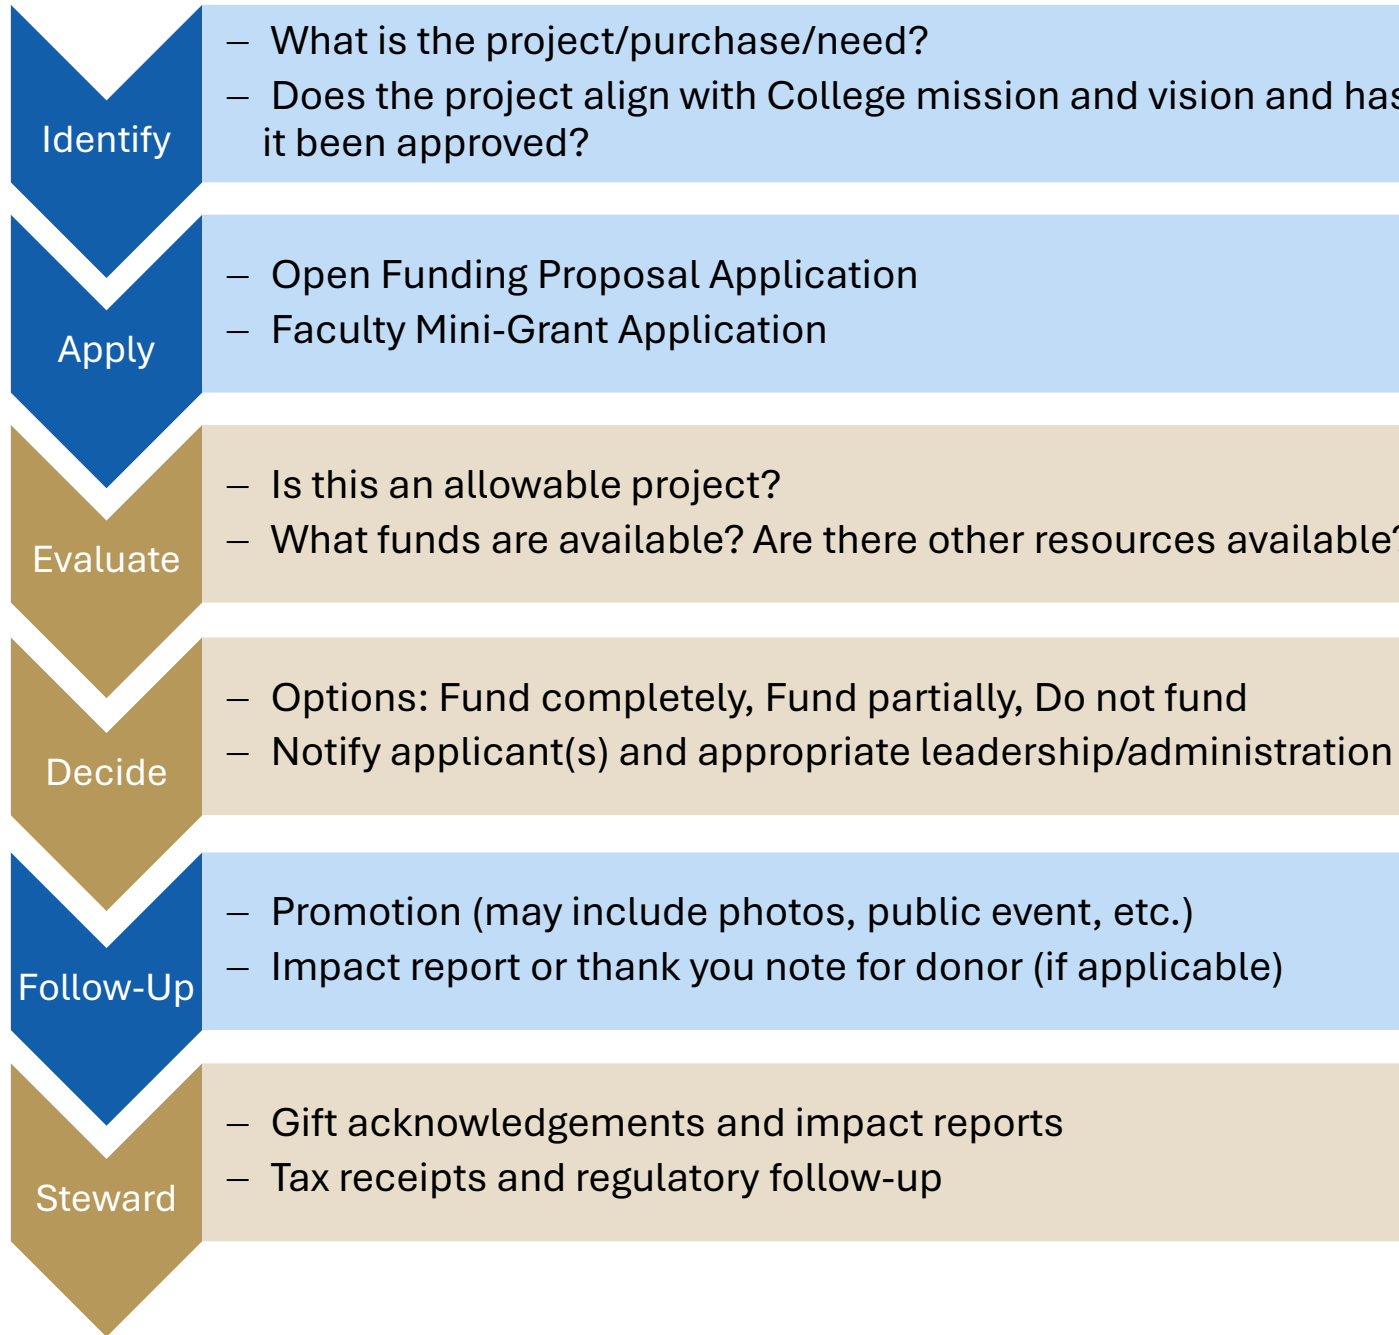 Identify
– What is the project/purchase/need?
– Does the project align with College mission and vision and has
it been approved?
Apply
– Open Funding Proposal Application
– Faculty Mini-Grant Application
Evaluate
– Is this an allowable project?
– What funds are available? Are there other resources available?
Decide
– Options: Fund completely, Fund partially, Do not fund
– Notify applicant(s) and appropriate leadership/administration
Follow-Up
– Promotion (may include photos, public event, etc.)
– Impact report or thank you note for donor (if applicable)
Steward
– Gift acknowledgements and impact reports
– Tax receipts and regulatory follow-up